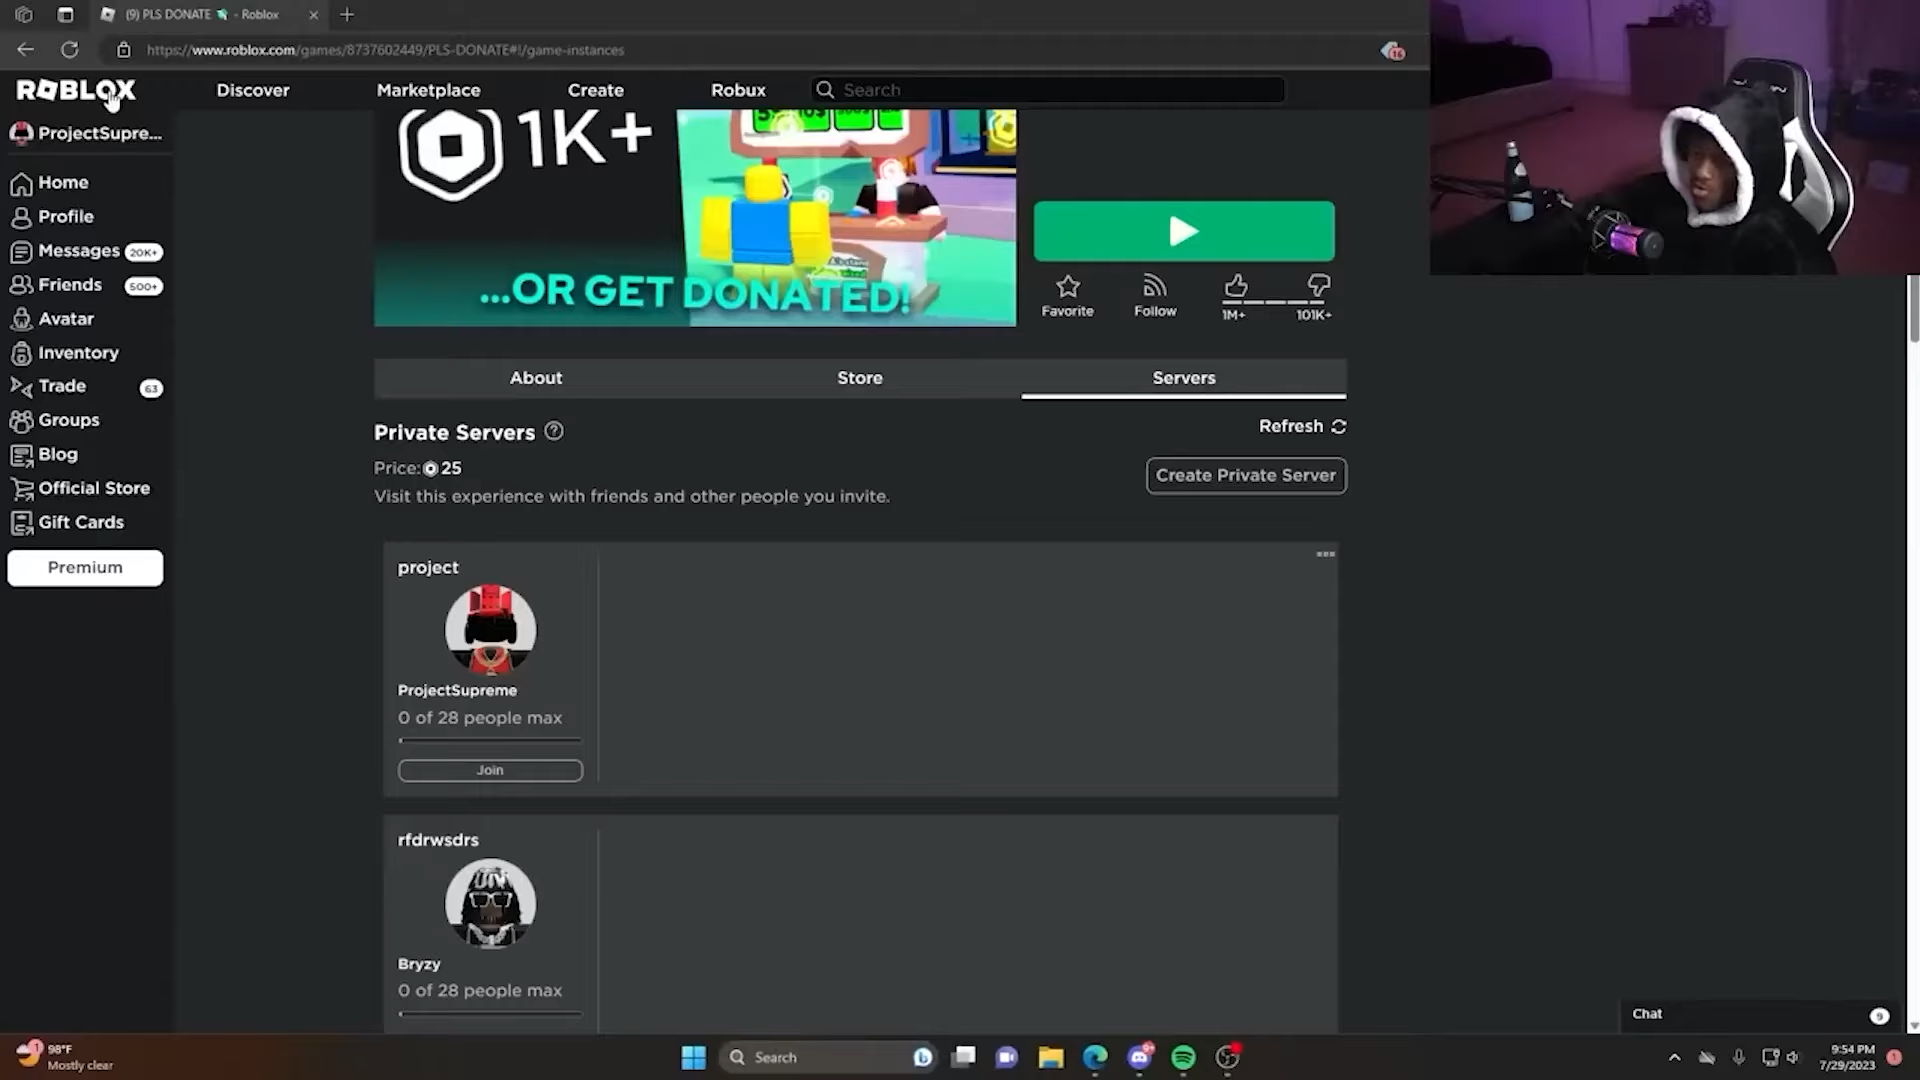 (9) PLS DONATE - Roblox
https://www.roblox.com/games/8737602449/PLS-DONATE#!/game-instances
16
ROBLOX
Discover
Marketplace
Create
Robux
Search
ProjectSupre...
Home
Profile
Messages 20K+
Friends 500+
Avatar
Inventory
Trade 63
Groups
Blog
Official Store
Gift Cards
Premium
1K+
...OR GET DONATED!
Favorite
Follow
1M+
101K+
About
Store
Servers
Private Servers
Refresh
Price: 25
Create Private Server
Visit this experience with friends and other people you invite.
project
ProjectSupreme
0 of 28 people max
Join
rfdrwsdrs
Bryzy
0 of 28 people max
Chat
9
98°F
Mostly clear
Search
9:54 PM
7/29/2023
1